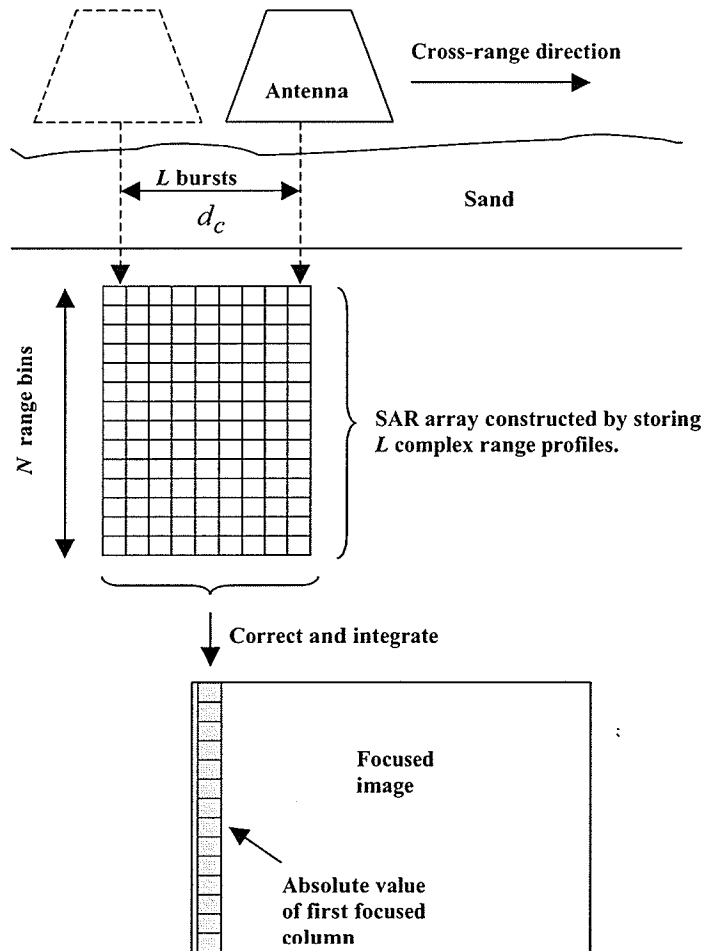 Cross-range direction
Antenna
L bursts
d_c
Sand
N range bins
SAR array constructed by storing
L complex range profiles.
Correct and integrate
Focused
image
Absolute value
of first focused
column